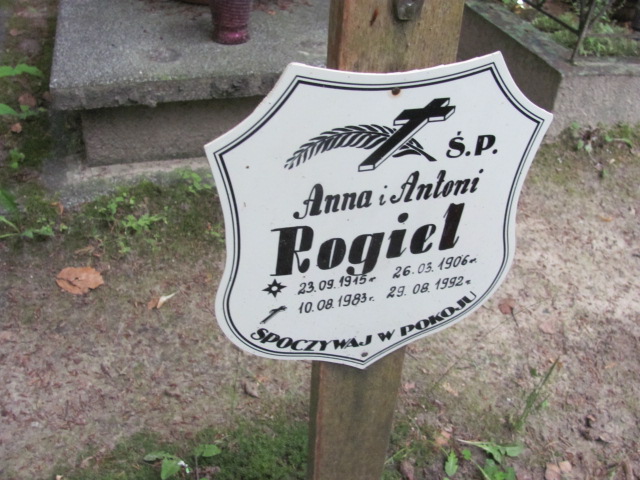 Ś.P.
Anna i Antoni
Rogiel
23.09.1915r 26.03.1906r.
10.08.1983r. 29.08.1992r.
SPOCZYWAJ W POKOJU